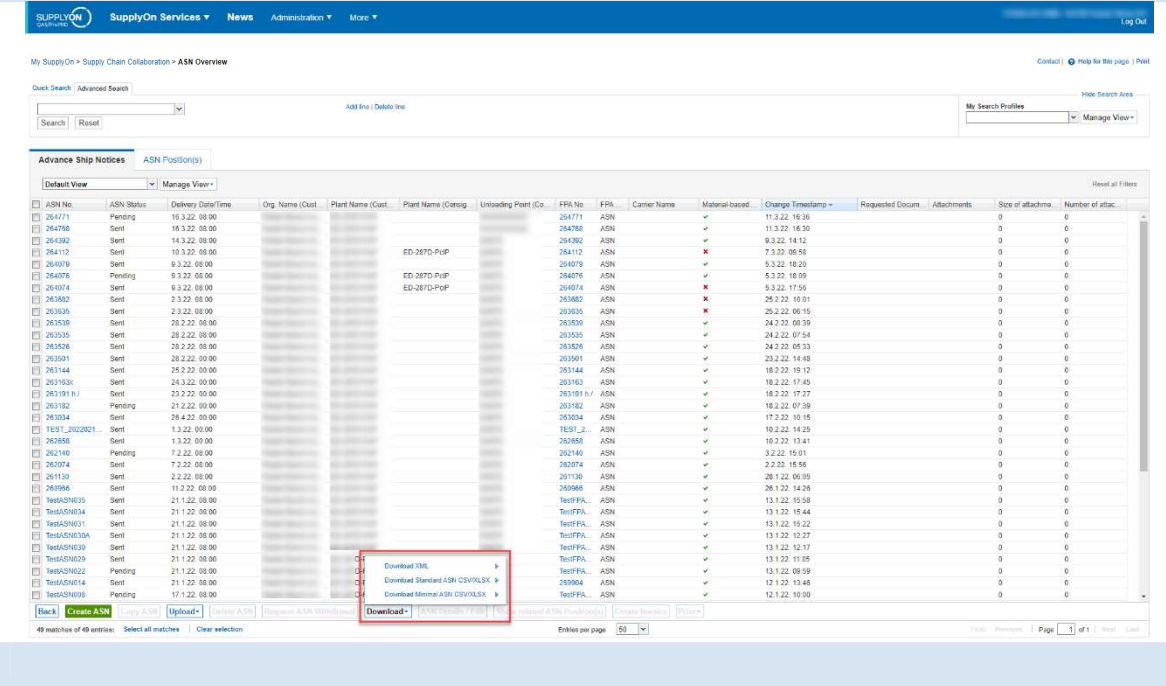 SUPPLYON SupplyOn Services ▾ News Administration ▾ More ▾
Log Out
My SupplyOn > Supply Chain Collaboration > ASN Overview Contact | Help for this page | Print
Quick Search Advanced Search
Hide Search Area
Add line | Delete line My Search Profiles
Search Reset Manage View
Advance Ship Notices ASN Position(s)
Default View Manage View Reset all Filters
ASN No. ASN Status Delivery Date/Time Org. Name (Cust... Plant Name (Cust... Plant Name (Consig... Unloading Point (Co... FPA No FPA ... Carrier Name Material-based ... Change Timestamp Requested Docum... Attachments Size of attachme... Number of attac...
264771 Pending 16.3.22. 08:00 264771 ASN 11.3.22. 16:36 0 0
264768 Sent 16.3.22. 08:00 264768 ASN 11.3.22. 16:30 0 0
264392 Sent 14.3.22. 08:00 264392 ASN 9.3.22. 14:12 0 0
264112 Sent 10.3.22. 08:00 ED-287D-PclP 264112 ASN 7.3.22. 09:58 0 0
264079 Sent 9.3.22. 08:00 264079 ASN 5.3.22. 18:20 0 0
264076 Pending 9.3.22. 08:00 ED-287D-PclP 264076 ASN 5.3.22. 18:09 0 0
264074 Sent 9.3.22. 08:00 ED-287D-PclP 264074 ASN 5.3.22. 17:56 0 0
263682 Sent 2.3.22. 08:00 263682 ASN 25.2.22. 10:01 0 0
263635 Sent 2.3.22. 08:00 263635 ASN 25.2.22. 06:15 0 0
263539 Sent 28.2.22. 08:00 263539 ASN 24.2.22. 08:39 0 0
263535 Sent 28.2.22. 08:00 263535 ASN 24.2.22. 07:54 0 0
263526 Sent 28.2.22. 08:00 263526 ASN 24.2.22. 05:33 0 0
263501 Sent 28.2.22. 00:00 263501 ASN 23.2.22. 14:48 0 0
263144 Sent 25.2.22. 00:00 263144 ASN 18.2.22. 19:12 0 0
263163x Sent 24.3.22. 00:00 263163 ASN 18.2.22. 17:45 0 0
263191 h / Sent 23.2.22. 00:00 263191 h / ASN 18.2.22. 17:27 0 0
263182 Pending 21.2.22. 00:00 263182 ASN 18.2.22. 07:39 0 0
263034 Sent 26.4.22. 00:00 263034 ASN 17.2.22. 10:15 0 0
TEST_2022021... Sent 1.3.22. 00:00 TEST_2... ASN 10.2.22. 14:25 0 0
262658 Sent 1.3.22. 00:00 262658 ASN 10.2.22. 13:41 0 0
262140 Pending 7.2.22. 08:00 262140 ASN 3.2.22. 15:01 0 0
262074 Sent 7.2.22. 08:00 262074 ASN 2.2.22. 15:56 0 0
261130 Sent 2.2.22. 08:00 261130 ASN 28.1.22. 06:05 0 0
260966 Sent 11.2.22. 08:00 260966 ASN 26.1.22. 14:26 0 0
TestASN035 Sent 21.1.22. 08:00 TestFPA... ASN 13.1.22. 15:58 0 0
TestASN034 Sent 21.1.22. 08:00 TestFPA... ASN 13.1.22. 15:44 0 0
TestASN031 Sent 21.1.22. 08:00 TestFPA... ASN 13.1.22. 15:22 0 0
TestASN030A Sent 21.1.22. 08:00 TestFPA... ASN 13.1.22. 12:27 0 0
TestASN030 Sent 21.1.22. 08:00 TestFPA... ASN 13.1.22. 12:17 0 0
TestASN029 Sent 21.1.22. 08:00 TestFPA... ASN 13.1.22. 11:05 0 0
Download XML
TestASN022 Pending 21.1.22. 08:00 TestFPA... ASN 13.1.22. 09:59 0 0
Download Standard ASN CSV/XLSX
TestASN014 Sent 21.1.22. 08:00 259904 ASN 12.1.22. 13:46 0 0
Download Minimal ASN CSV/XLSX
TestASN008 Pending 17.1.22. 08:00 TestFPA... ASN 12.1.22. 10:00 0 0
Back Create ASN Copy ASN Upload Delete ASN Request ASN Withdrawal Download ASN Details / Edit Create Invoice Print
49 matches of 49 entries: Select all matches | Clear selection Entries per page 50 Previous | Page 1 of 1 | Next Last